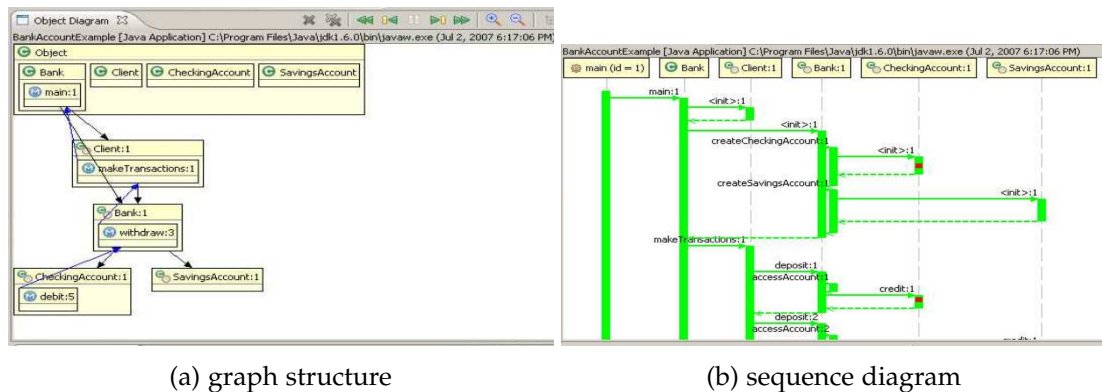 Object Diagram
BankAccountExample [Java Application] C:\Program Files\Java\jdk1.6.0\bin\javaw.exe (Jul 2, 2007 6:17:06 PM)
Object
Bank
Client
CheckingAccount
SavingsAccount
main:1
Client:1
makeTransactions:1
Bank:1
withdraw:3
CheckingAccount:1
SavingsAccount:1
debit:5
(a) graph structure
BankAccountExample [Java Application] C:\Program Files\Java\jdk1.6.0\bin\javaw.exe (Jul 2, 2007 6:17:06 PM)
main (id = 1)
Bank
Client:1
Bank:1
CheckingAccount:1
SavingsAccount:1
main:1
<init>:1
<init>:1
createCheckingAccount:1
<init>:1
createSavingsAccount:1
<init>:1
makeTransactions:1
deposit:1
accessAccount:1
credit:1
deposit:2
accessAccount:2
(b) sequence diagram